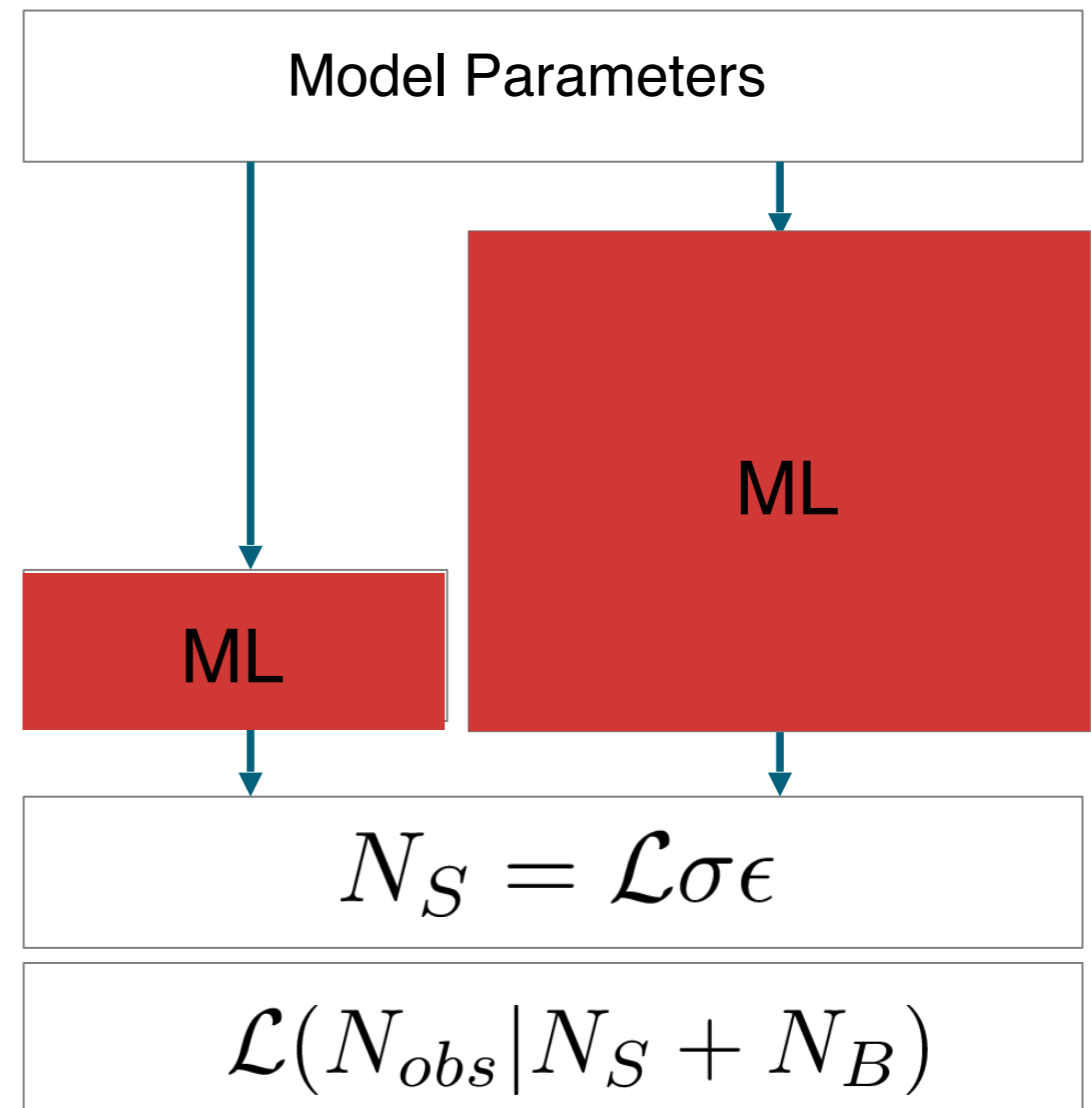 Model Parameters
ML
ML
$N_S = \mathcal{L}\sigma\epsilon$
$\mathcal{L}(N_{obs}|N_S + N_B)$